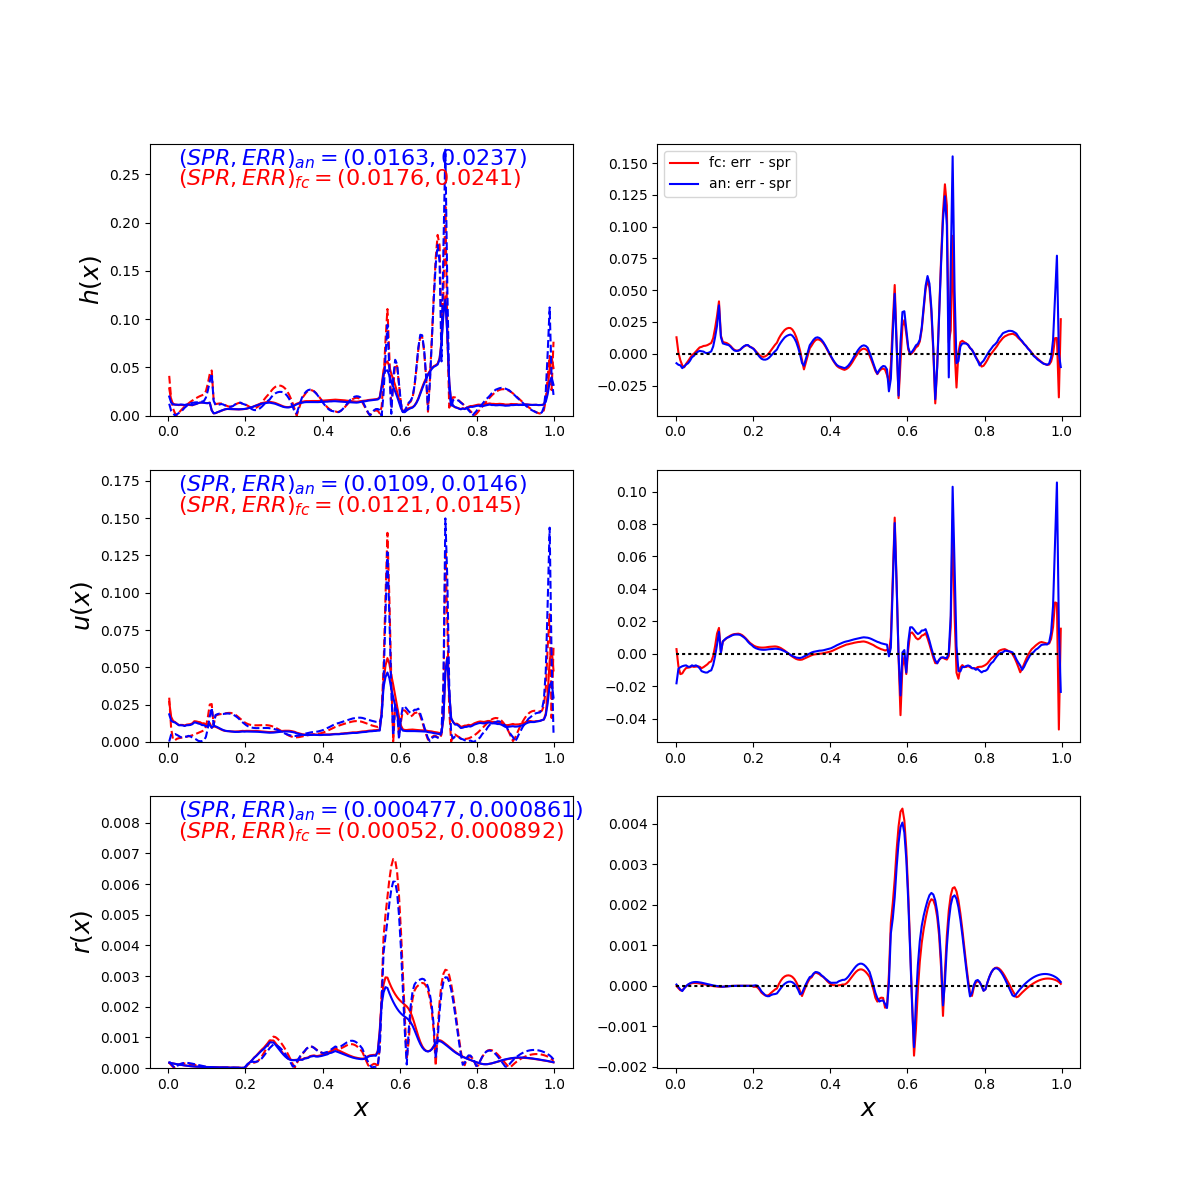 (SPR, ERR)an = (0.0163, 0.0237)
(SPR, ERR)fc = (0.0176, 0.0241)
0.25
0.20
0.15
0.10
0.05
0.00
h(x)
0.0 0.2 0.4 0.6 0.8 1.0
fc: err  - spr
an: err - spr
0.150
0.125
0.100
0.075
0.050
0.025
0.000
−0.025
0.0 0.2 0.4 0.6 0.8 1.0
(SPR, ERR)an = (0.0109, 0.0146)
(SPR, ERR)fc = (0.0121, 0.0145)
0.175
0.150
0.125
0.100
0.075
0.050
0.025
0.000
u(x)
0.0 0.2 0.4 0.6 0.8 1.0
0.10
0.08
0.06
0.04
0.02
0.00
−0.02
−0.04
0.0 0.2 0.4 0.6 0.8 1.0
(SPR, ERR)an = (0.000477, 0.000861)
(SPR, ERR)fc = (0.00052, 0.000892)
0.008
0.007
0.006
0.005
0.004
0.003
0.002
0.001
0.000
r(x)
0.0 0.2 0.4 0.6 0.8 1.0
x
0.004
0.003
0.002
0.001
0.000
−0.001
−0.002
0.0 0.2 0.4 0.6 0.8 1.0
x